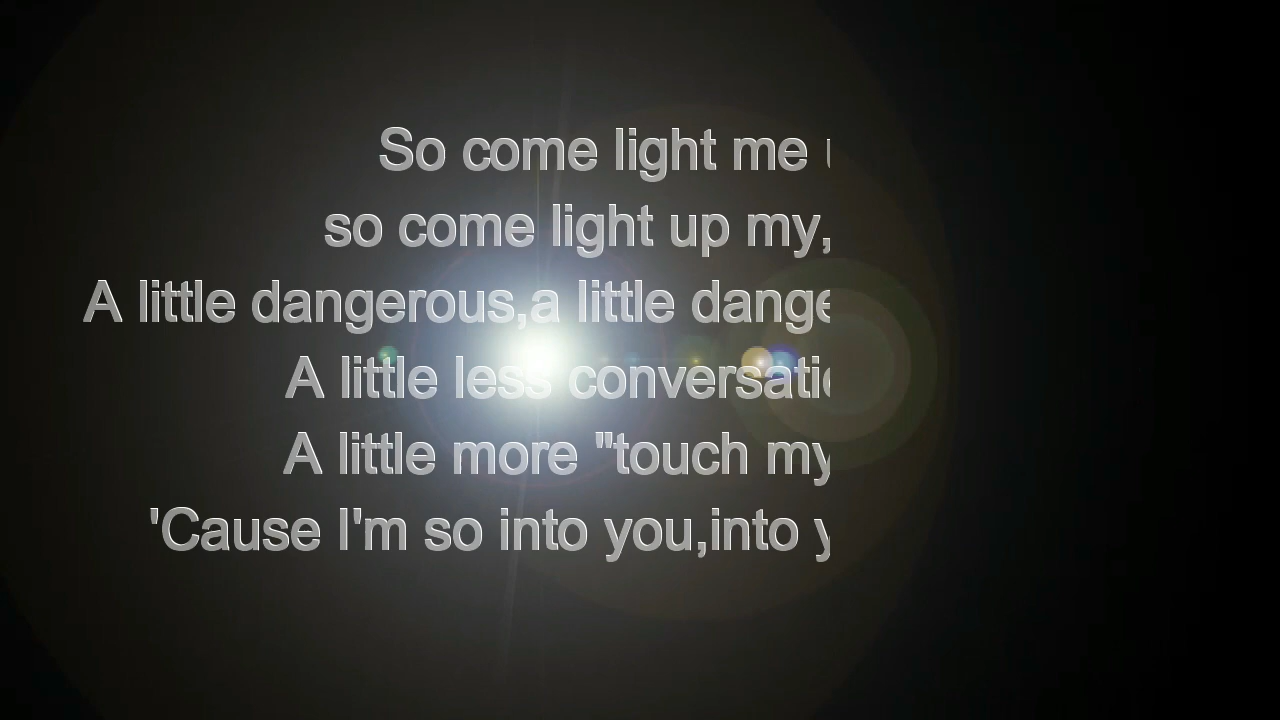 So come light me
so come light up my,
A little dangerous,a little dange
A little less conversatio
A little more "touch my
'Cause I'm so into you,into y